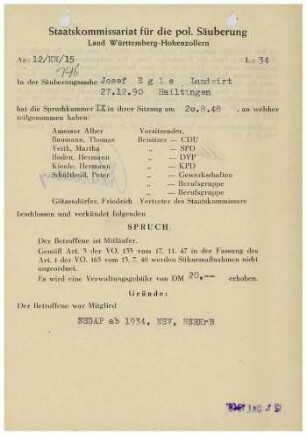 Staatskommissariat für die pol. Säuberung
Land Württemberg-Hohenzollern
Az.: 12/KV/15 L: 34
146
In der Säuberungssache Josef Egle Landwirt
27.12.90 Hailtingen
hat die Spruchkammer IX in ihrer Sitzung am 20.8.48 , an welcher
teilgenommen haben:
Assessor Alber Vorsitzender,
Baumann, Thomas Beisitzer — CDU
Veith, Martha „ — SPD
Boden, Hermann „ — DVP
Kienle, Hermann „ — KPD
Schultheiß, Peter „ — Gewerkschaften
„ — Berufsgruppe
„ — Berufsgruppe
Götzendörfer, Friedrich Vertreter des Staatskommissars
beschlossen und verkündet folgenden
SPRUCH.
Der Betroffene ist Mitläufer.
Gemäß Art. 3 der VO. 133 vom 17. 11. 47 in der Fassung des
Art. 1 der VO. 165 vom 13. 7. 48 werden Sühnemaßnahmen nicht
angeordnet.
Es wird eine Verwaltungsgebühr von DM 20,-- erhoben.
Gründe:
Der Betroffene war Mitglied
NSDAP ab 1934, NSV, NSRKrB